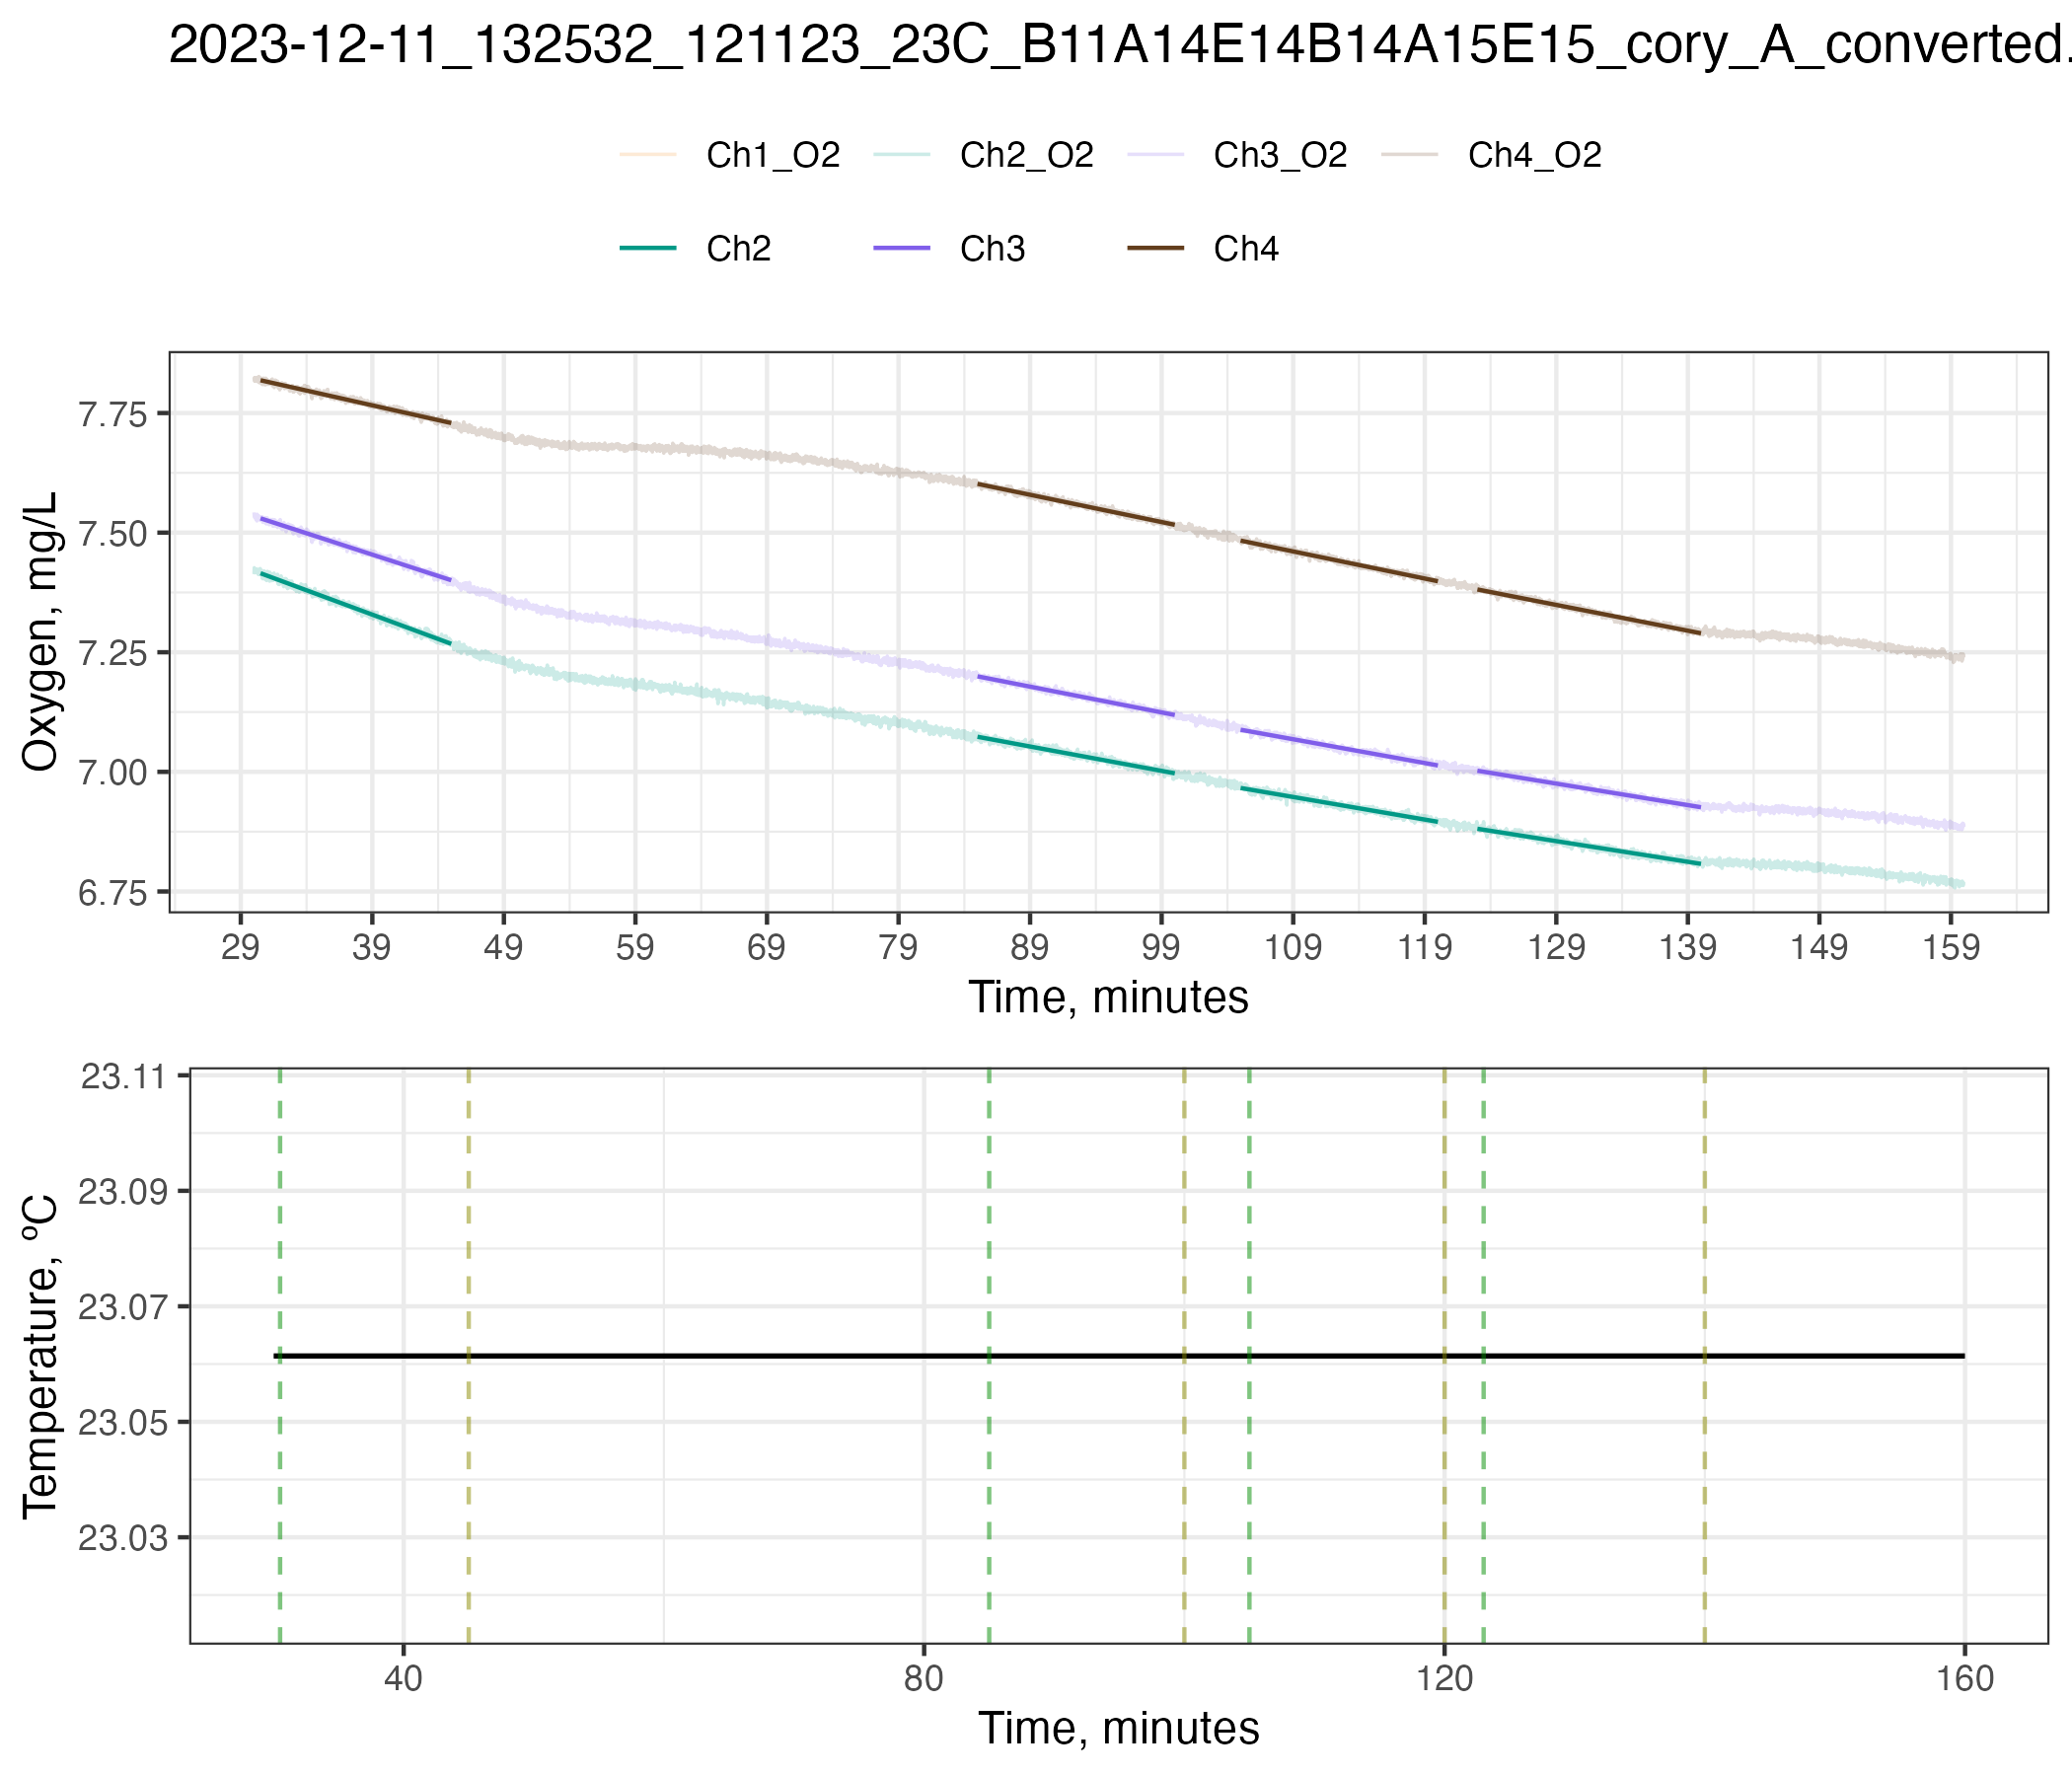 2023-12-11_132532_121123_23C_B11A14E14B14A15E15_cory_A_converted.
Ch1_O2 Ch2_O2 Ch3_O2 Ch4_O2
Ch2 Ch3 Ch4
Oxygen, mg/L
7.75
7.50
7.25
7.00
6.75
29 39 49 59 69 79 89 99 109 119 129 139 149 159
Time, minutes
Temperature, ºC
23.11
23.09
23.07
23.05
23.03
40 80 120 160
Time, minutes